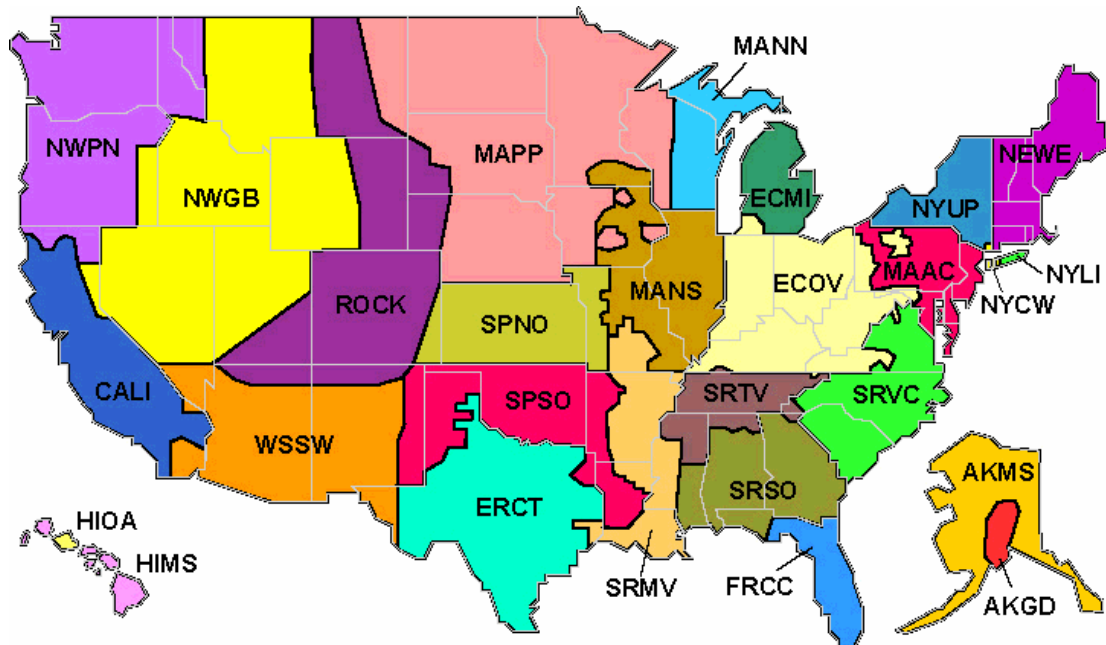 MANN
NWPN
MAPP
NEWE
NWGB
ECMI
NYUP
MAAC
NYLI
ROCK
MANS
ECOV
NYCW
SPNO
CALI
SRTV
SRVC
SPSO
WSSW
AKMS
SRSO
ERCT
HIOA
HIMS
FRCC
SRMV
AKGD